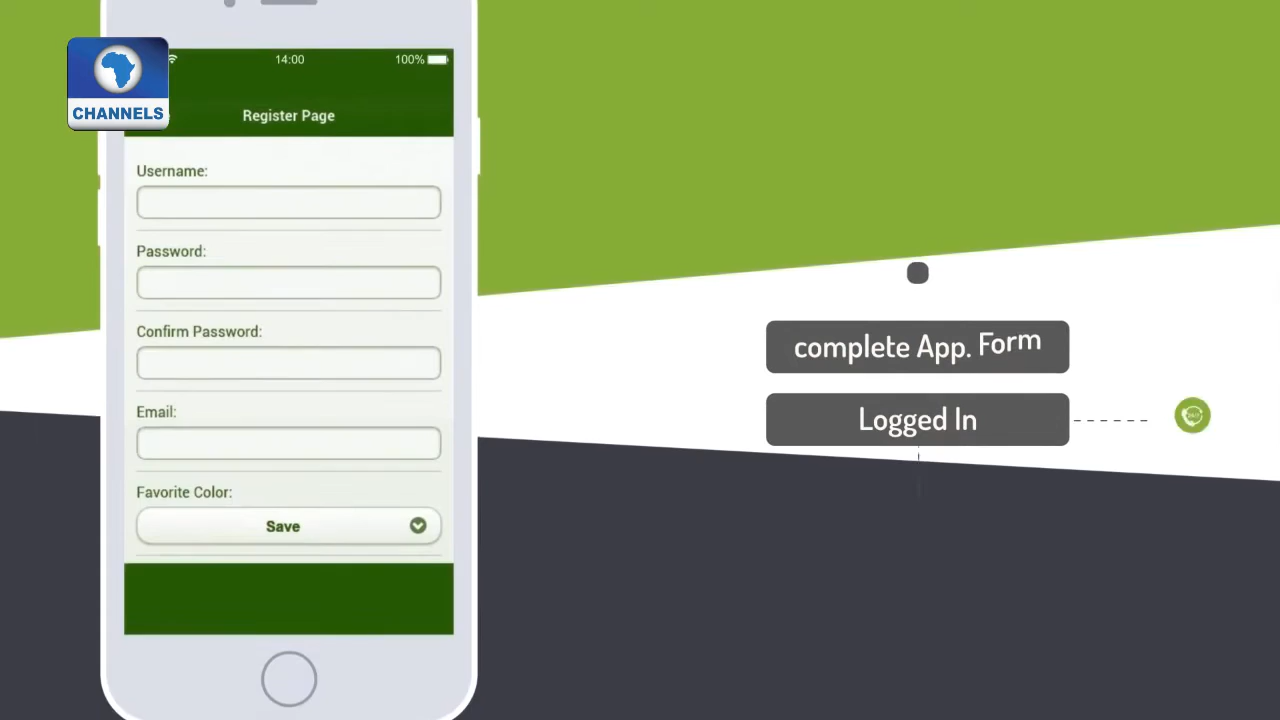 CHANNELS
14:00
100%
Register Page
Username:
Password:
Confirm Password:
Email:
Favorite Color:
Save
complete App. Form
Logged In